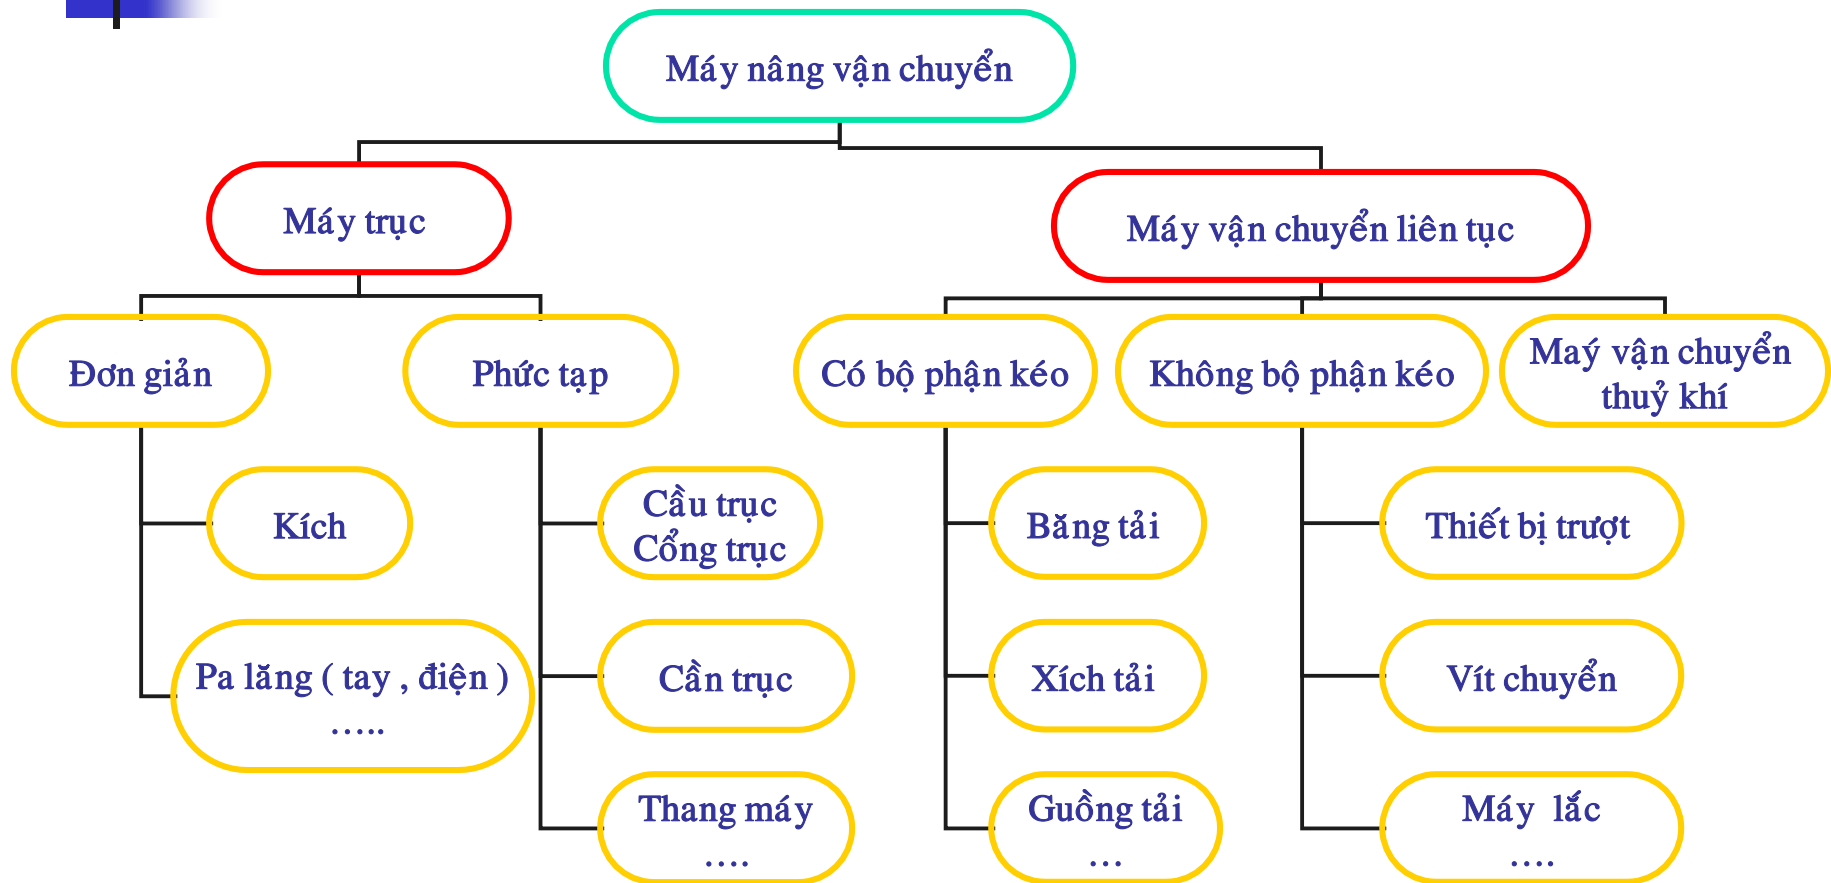 Máy nâng vận chuyển
Máy trục
Máy vận chuyển liên tục
Đơn giản
Phức tạp
Có bộ phận kéo
Không bộ phận kéo
Maý vận chuyển
thuỷ khí
Kích
Cầu trục
Cổng trục
Băng tải
Thiết bị trượt
Pa lăng ( tay , điện )
.....
Cần trục
Xích tải
Vít chuyển
Thang máy
....
Guồng tải
...
Máy lắc
....